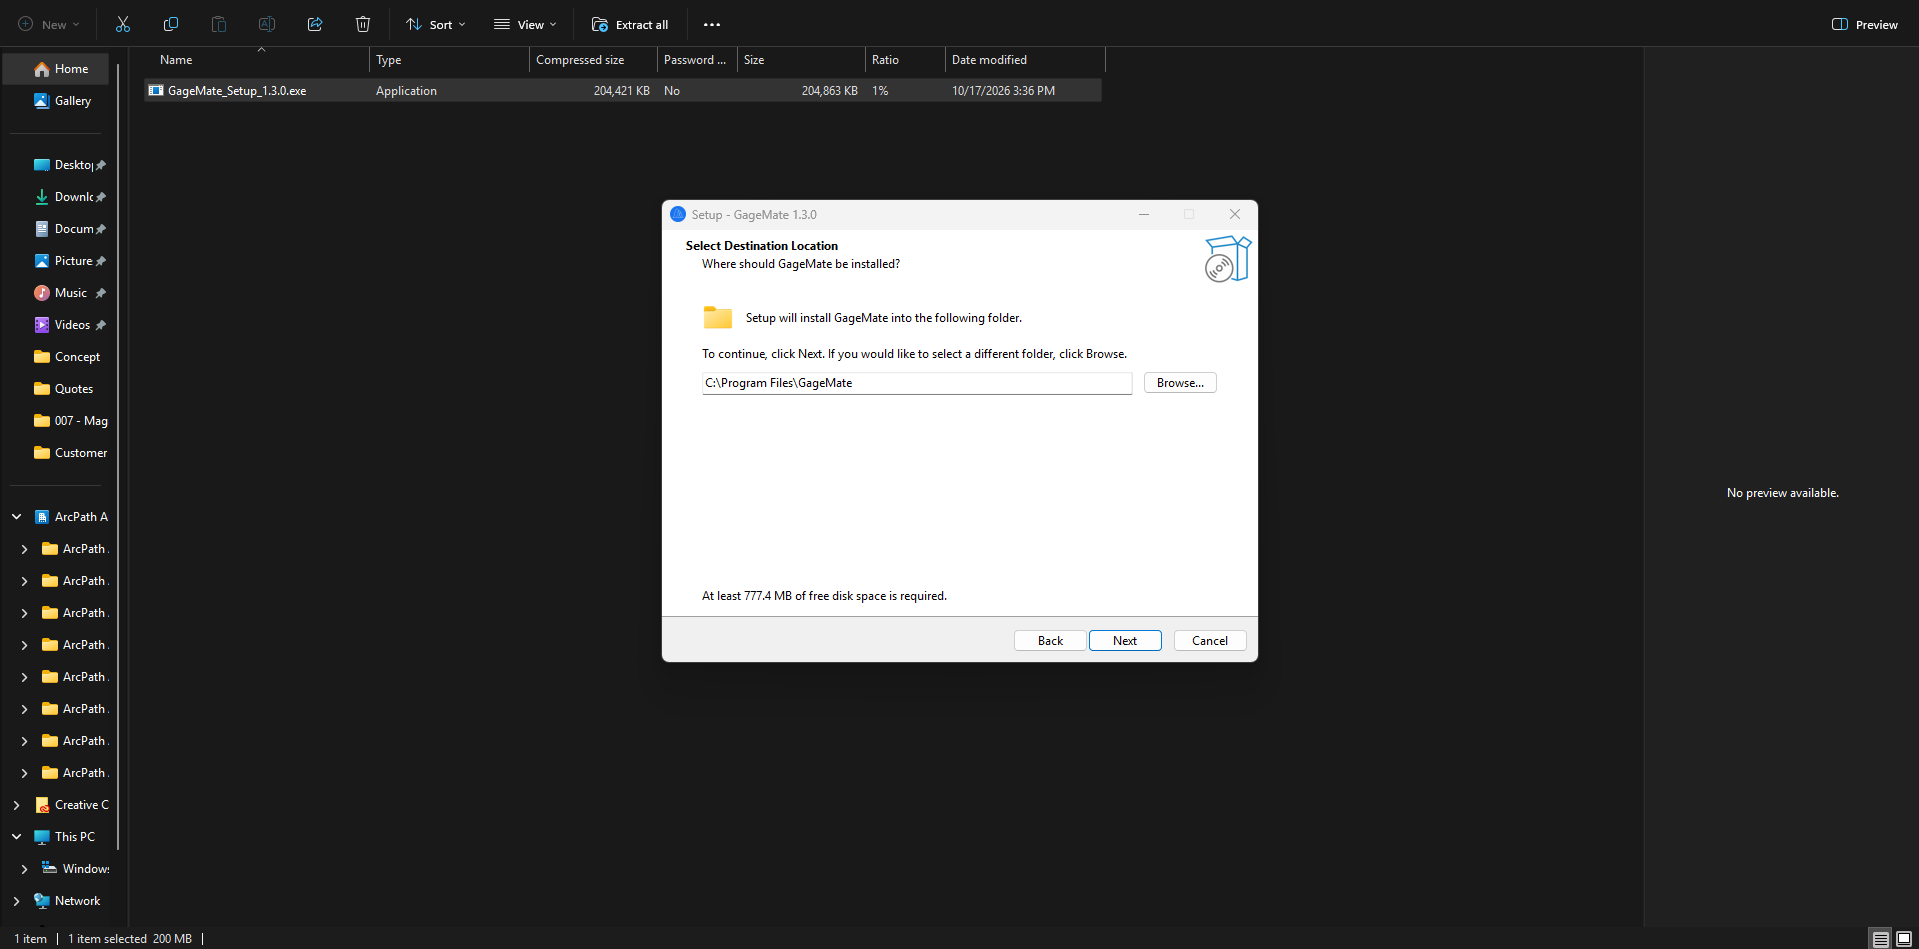 New
Sort
View
Extract all
Preview
Name
Type
Compressed size
Password ...
Size
Ratio
Date modified
GageMate_Setup_1.3.0.exe
Application
204,421 KB
No
204,863 KB
1%
10/17/2026 3:36 PM
Home
Gallery
Desktop
Downlo
Docum
Picture
Music
Videos
Concept
Quotes
007 - Mag
Customer
ArcPath A
ArcPath
ArcPath
ArcPath
ArcPath
ArcPath
ArcPath
ArcPath
ArcPath
Creative C
This PC
Windows
Network
Setup - GageMate 1.3.0
Select Destination Location
Where should GageMate be installed?
Setup will install GageMate into the following folder.
To continue, click Next. If you would like to select a different folder, click Browse.
C:\Program Files\GageMate
Browse...
At least 777.4 MB of free disk space is required.
Back
Next
Cancel
No preview available.
1 item
1 item selected 200 MB